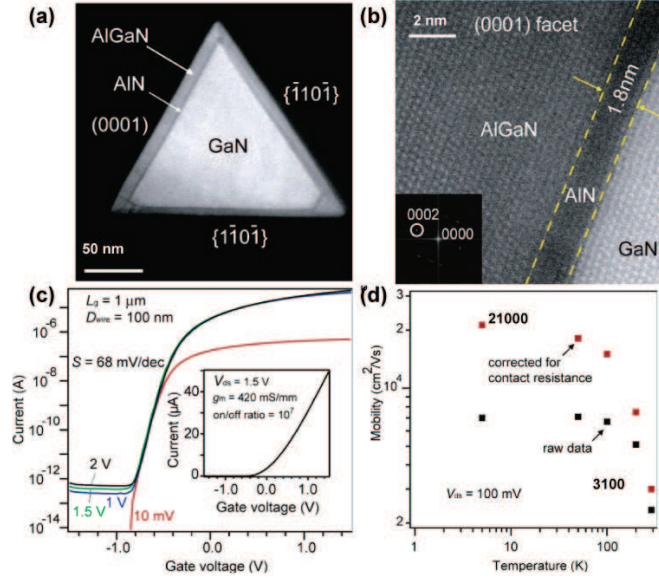 (a)
AlGaN
AlN
(0001)
GaN
{1̄101̄}
{11̄01̄}
50 nm
(b)
2 nm
(0001) facet
AlGaN
1.8nm
AlN
GaN
0002
0000
(c)
Lg = 1 μm
Dwire = 100 nm
S = 68 mV/dec
Vds = 1.5 V
gm = 420 mS/mm
on/off ratio = 10⁷
Current (μA)
40
20
0
-1.0
0.0
1.0
Gate voltage (V)
2 V
1.5 V
1 V
10 mV
Current (A)
10⁻⁶
10⁻⁸
10⁻¹⁰
10⁻¹²
10⁻¹⁴
-1.0
0.0
1.0
Gate voltage (V)
(d)
21000
corrected for
contact resistance
raw data
3100
Vds = 100 mV
Mobility (cm²/Vs)
3
2
10⁴
2
1
10
100
1000
Temperature (K)